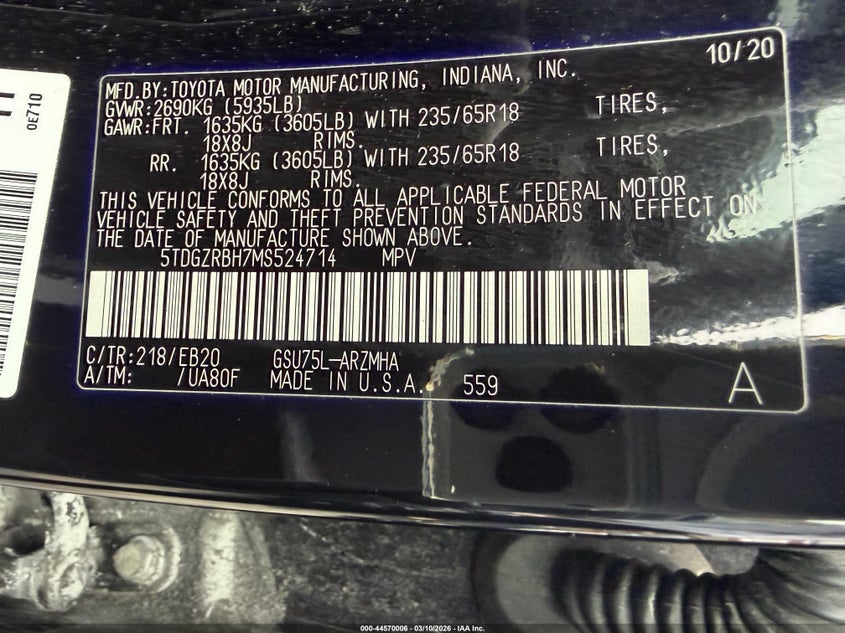 10/20
MFD.BY:TOYOTA MOTOR MANUFACTURING, INDIANA, INC.
GVWR:2690KG (5935LB)
GAWR:FRT. 1635KG (3605LB) WITH 235/65R18 TIRES,
18X8J RIMS.
RR. 1635KG (3605LB) WITH 235/65R18 TIRES,
18X8J RIMS.
THIS VEHICLE CONFORMS TO ALL APPLICABLE FEDERAL MOTOR
VEHICLE SAFETY AND THEFT PREVENTION STANDARDS IN EFFECT ON
THE DATE OF MANUFACTURE SHOWN ABOVE.
5TDGZRBH7MS524714 MPV
C/TR:218/EB20 GSU75L-ARZMHA
A/TM: /UA80F MADE IN U.S.A. 559
A
0E710
000-44570006 - 03/10/2026 - IAA Inc.